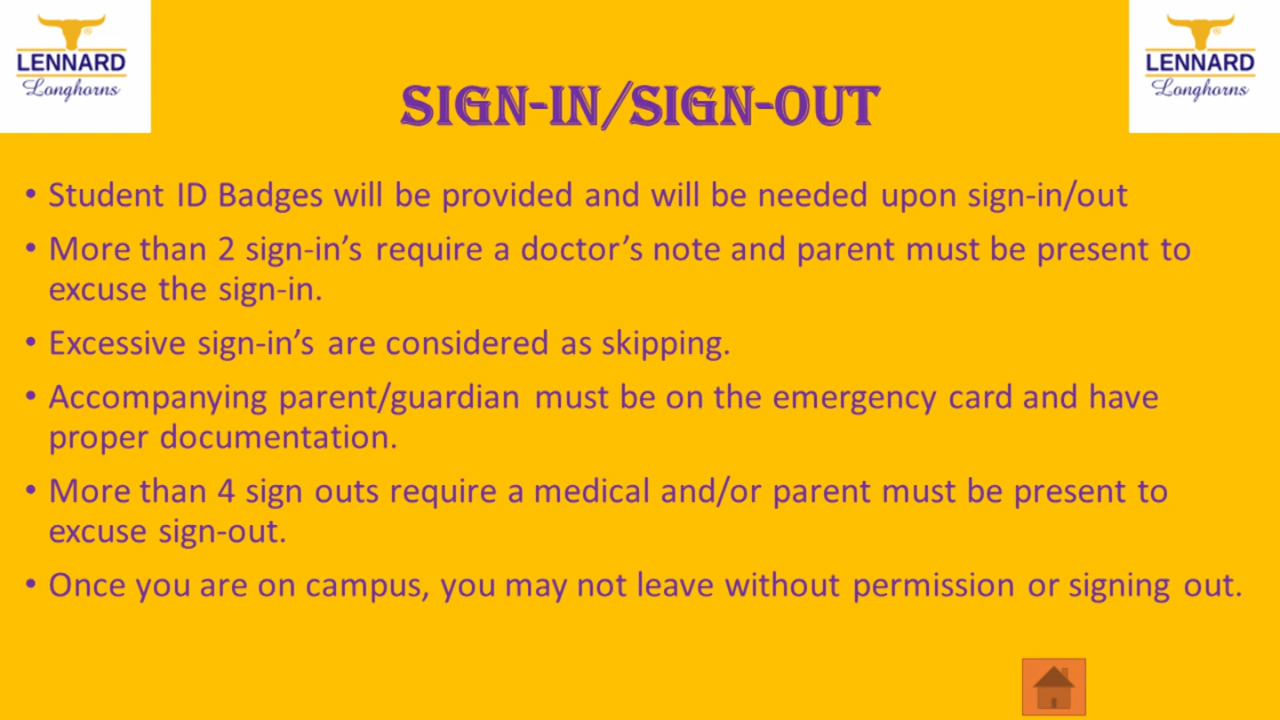 LENNARD
Longhorns
LENNARD
Longhorns
SIGN-IN/SIGN-OUT
• Student ID Badges will be provided and will be needed upon sign-in/out
• More than 2 sign-in’s require a doctor’s note and parent must be present to
excuse the sign-in.
• Excessive sign-in’s are considered as skipping.
• Accompanying parent/guardian must be on the emergency card and have
proper documentation.
• More than 4 sign outs require a medical and/or parent must be present to
excuse sign-out.
• Once you are on campus, you may not leave without permission or signing out.